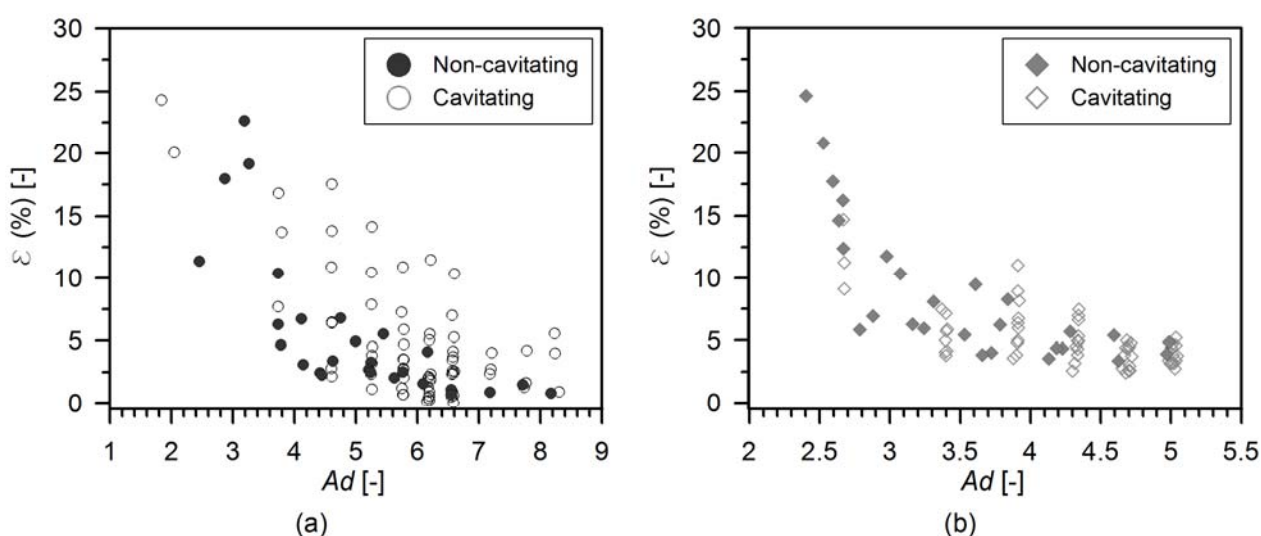 30
25
20
15
10
5
0
ε (%) [-]
Non-cavitating
Cavitating
1 2 3 4 5 6 7 8 9
Ad [-]
(a)
30
25
20
15
10
5
0
ε (%) [-]
Non-cavitating
Cavitating
2 2.5 3 3.5 4 4.5 5 5.5
Ad [-]
(b)